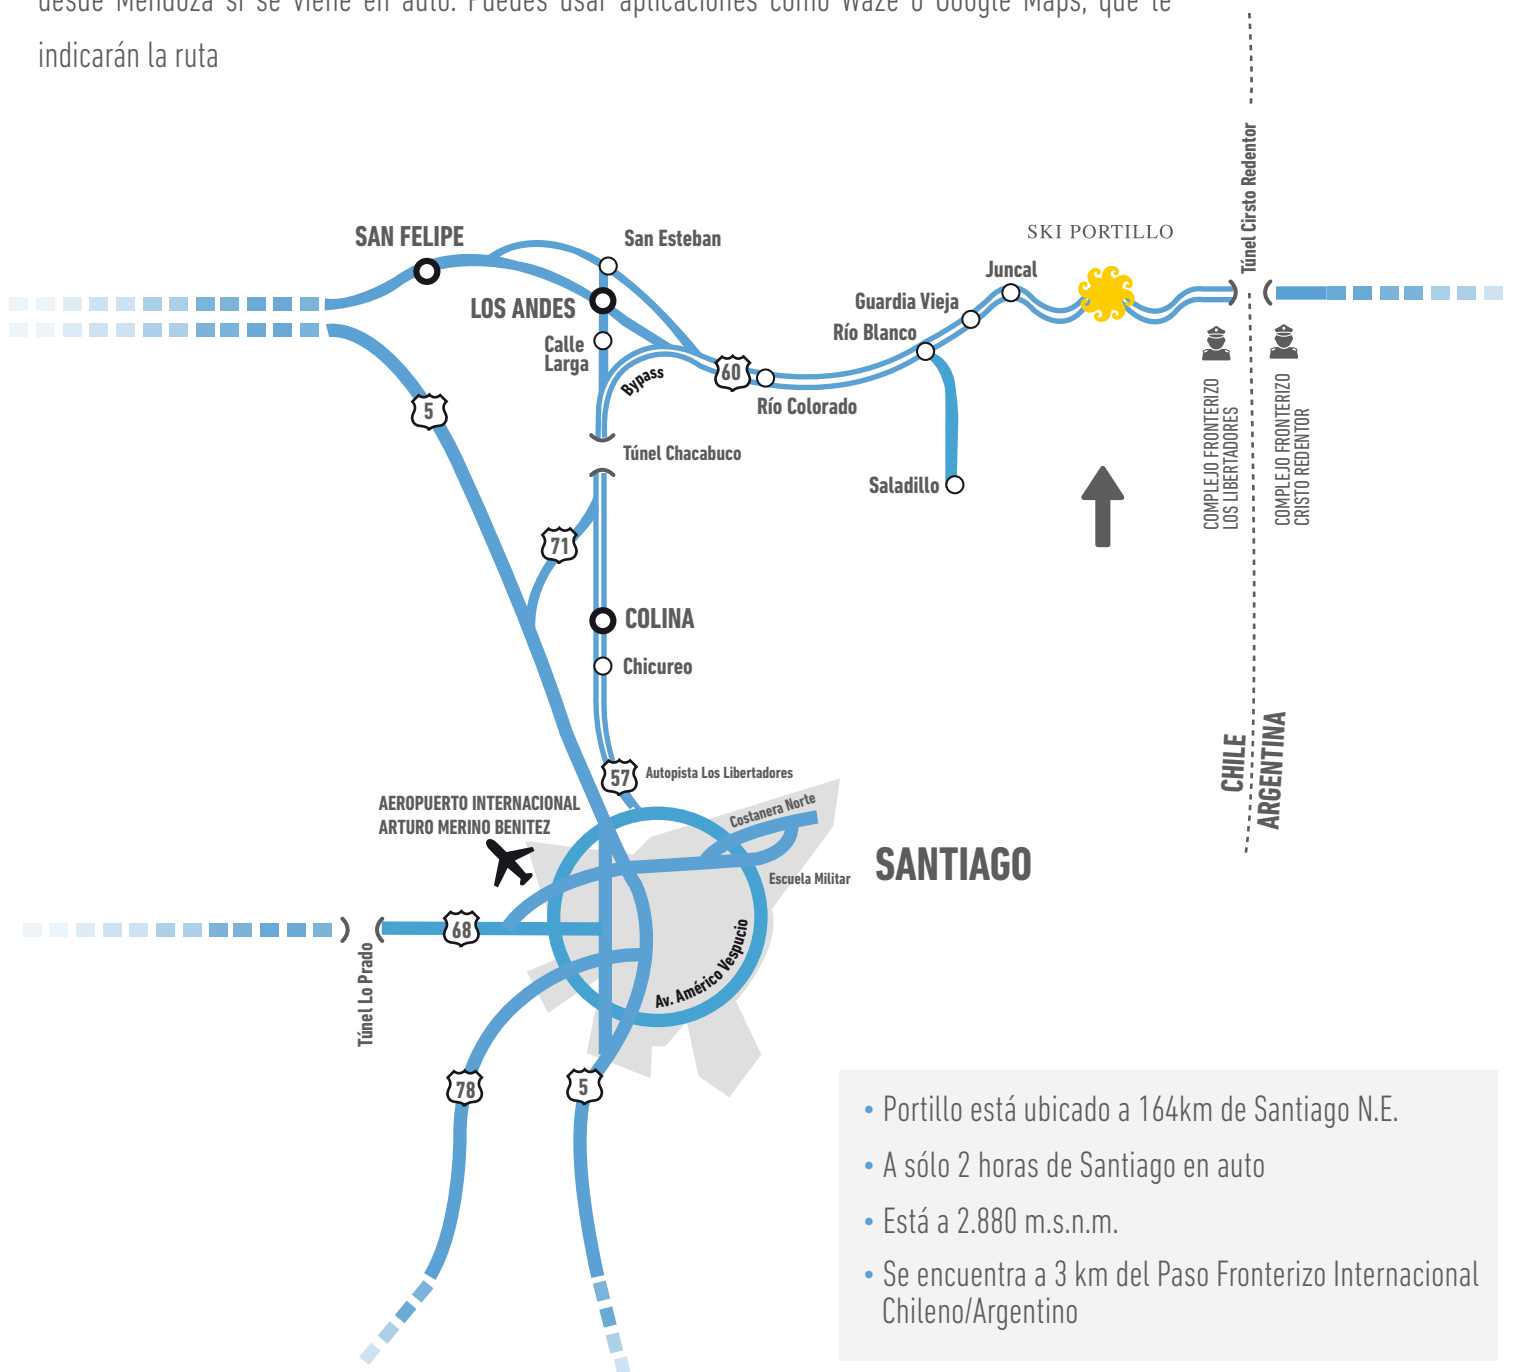 desde Mendoza si se viene en auto. Puedes usar aplicaciones como Waze o Google Maps, que le
indicarán la ruta
Túnel Cirsto Redentor
SAN FELIPE
San Esteban
SKI PORTILLO
Juncal
LOS ANDES
Guardia Vieja
Río Blanco
Calle
Larga
Bypass
60
Río Colorado
5
Túnel Chacabuco
Saladillo
COMPLEJO FRONTERIZO
LOS LIBERTADORES
COMPLEJO FRONTERIZO
CRISTO REDENTOR
71
COLINA
Chicureo
CHILE
ARGENTINA
57
Autopista Los Libertadores
AEROPUERTO INTERNACIONAL
ARTURO MERINO BENITEZ
Costanera Norte
SANTIAGO
Escuela Militar
68
Túnel Lo Prado
Av. Américo Vespucio
78
5
• Portillo está ubicado a 164km de Santiago N.E.
• A sólo 2 horas de Santiago en auto
• Está a 2.880 m.s.n.m.
• Se encuentra a 3 km del Paso Fronterizo Internacional
Chileno/Argentino